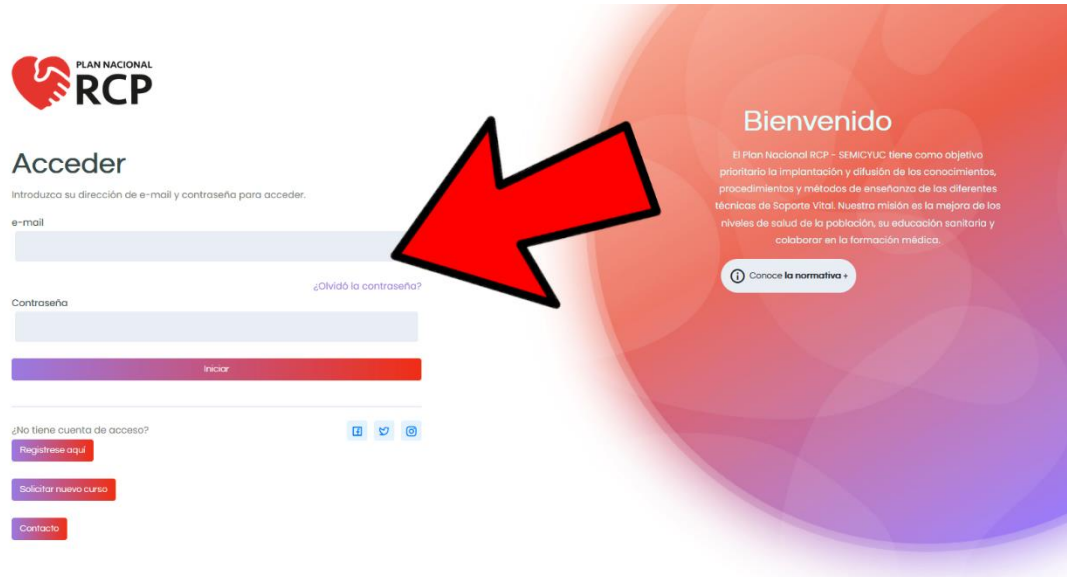 PLAN NACIONAL
RCP
Acceder
Introduzca su dirección de e-mail y contraseña para acceder.
e-mail
¿Olvidó la contraseña?
Contraseña
Iniciar
¿No tiene cuenta de acceso?
Registrese aquí
Solicitar nuevo curso
Contacto
Bienvenido
El Plan Nacional RCP - SEMICYUC tiene como objetivo
prioritario la implantación y difusión de los conocimientos,
procedimientos y métodos de enseñanza de las diferentes
técnicas de Soporte Vital. Nuestra misión es la mejora de los
niveles de salud de la población, su educación sanitaria y
colaborar en la formación médica.
Conoce la normativa +